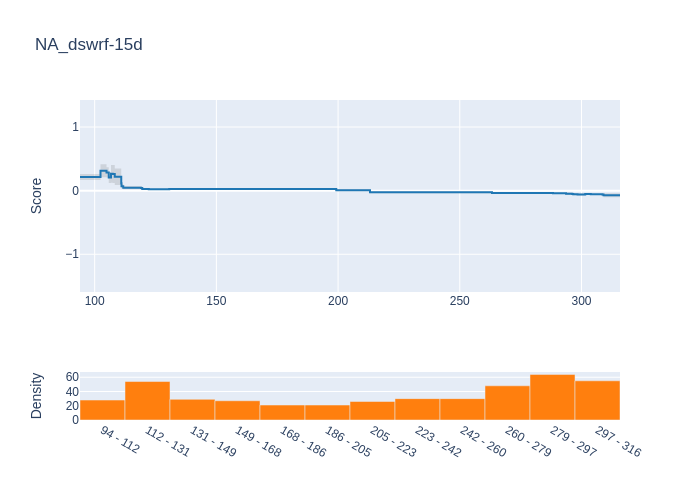 NA_dswrf-15d
Score
1
0
−1
100 150 200 250 300
Density
60
40
20
0
94 - 112
112 - 131
131 - 149
149 - 168
168 - 186
186 - 205
205 - 223
223 - 242
242 - 260
260 - 279
279 - 297
297 - 316